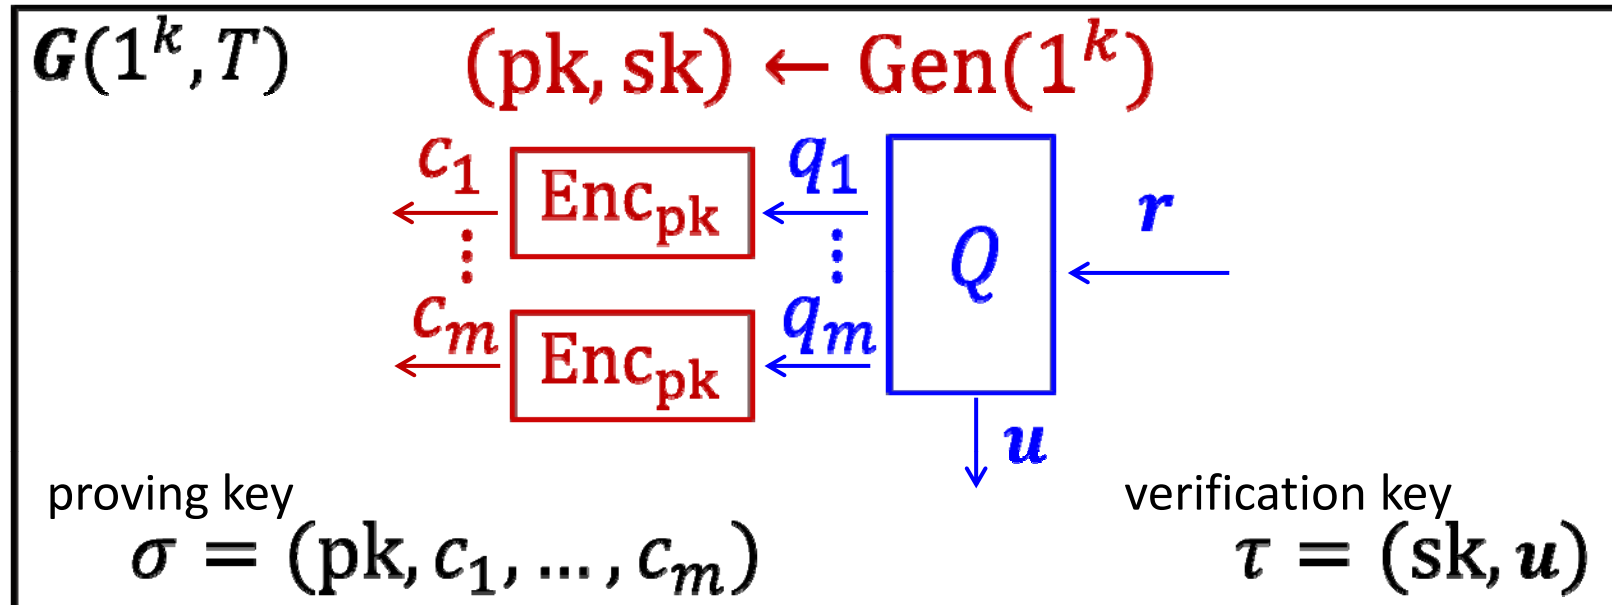 G(1^k, T)
(pk, sk) ← Gen(1^k)
c_1 Enc_pk q_1
r
⋮ ⋮ Q
c_m Enc_pk q_m
u
proving key verification key
σ = (pk, c_1, … , c_m) τ = (sk, u)